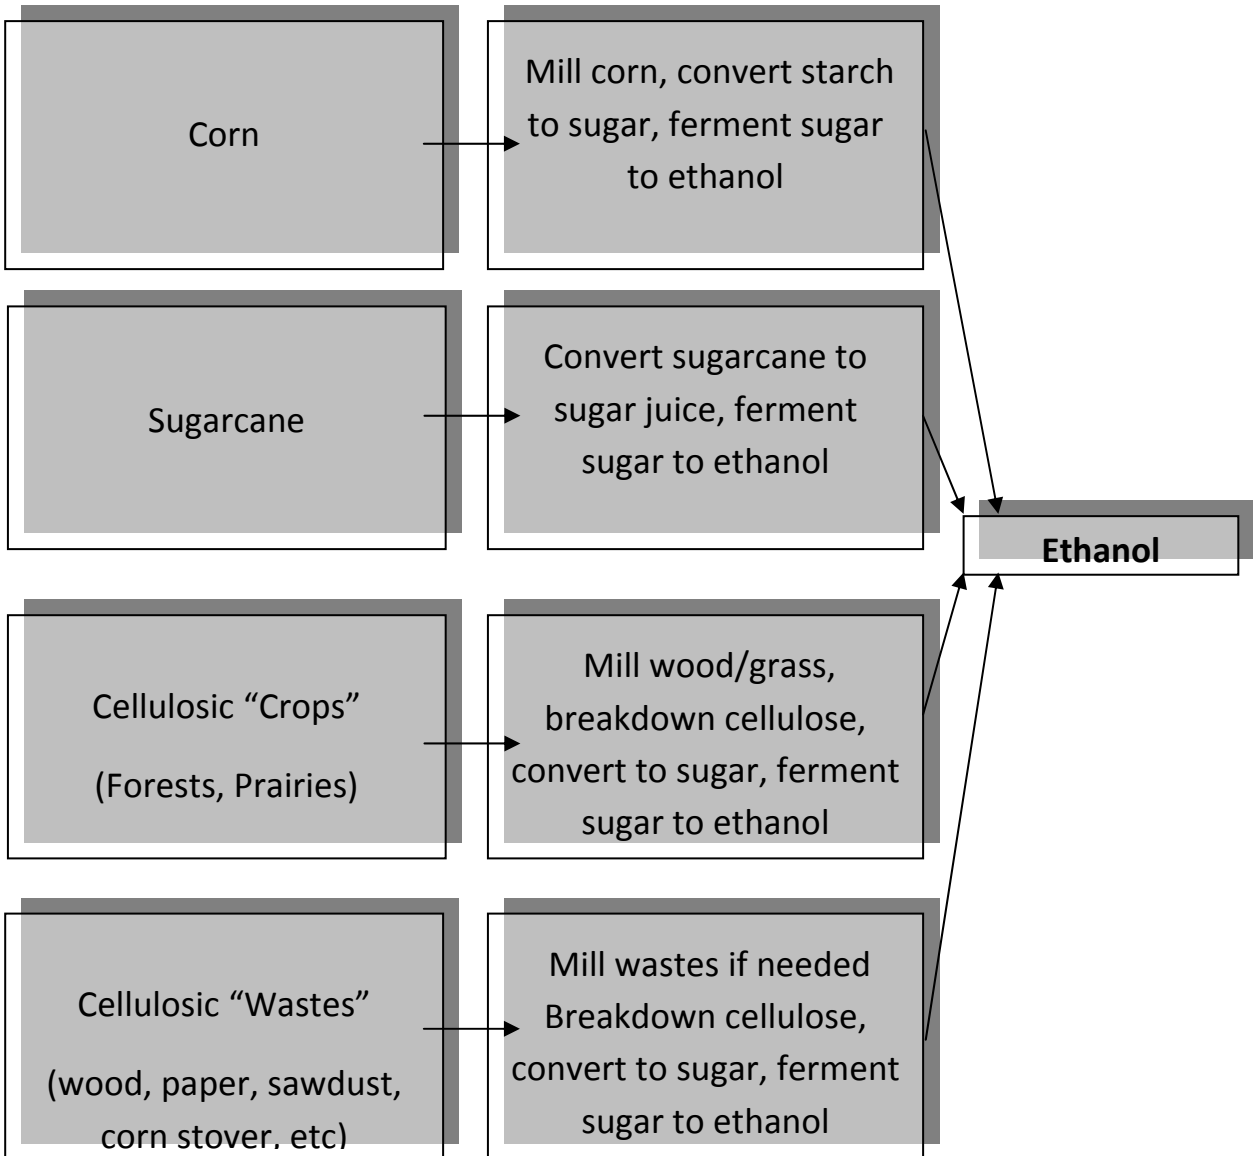 Corn
Mill corn, convert starch
to sugar, ferment sugar
to ethanol
Sugarcane
Convert sugarcane to
sugar juice, ferment
sugar to ethanol
Ethanol
Cellulosic “Crops”
(Forests, Prairies)
Mill wood/grass,
breakdown cellulose,
convert to sugar, ferment
sugar to ethanol
Cellulosic “Wastes”
(wood, paper, sawdust,
corn stover, etc)
Mill wastes if needed
Breakdown cellulose,
convert to sugar, ferment
sugar to ethanol